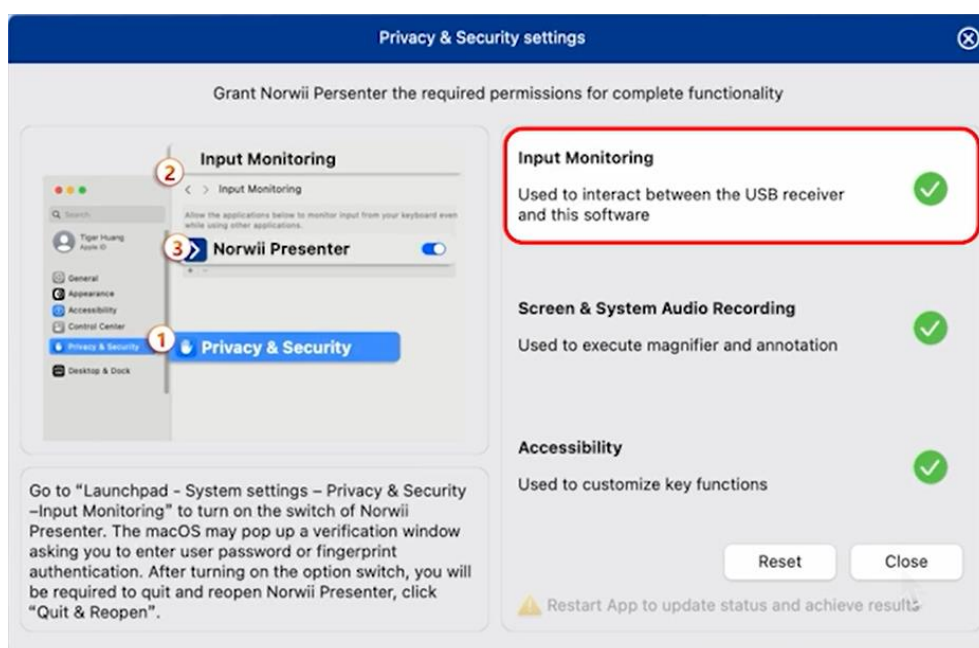 Privacy & Security settings
Grant Norwii Persenter the required permissions for complete functionality
2
Input Monitoring
Input Monitoring
Search
Allow the applications below to monitor input from your keyboard even
while using other applications.
Tiger Huang
Apple ID
3
Norwii Presenter
General
Appearance
Accessibility
Control Center
1
Privacy & Security
Privacy & Security
Desktop & Dock
Go to “Launchpad - System settings – Privacy & Security
–Input Monitoring” to turn on the switch of Norwii
Presenter. The macOS may pop up a verification window
asking you to enter user password or fingerprint
authentication. After turning on the option switch, you will
be required to quit and reopen Norwii Presenter, click
“Quit & Reopen”.
Input Monitoring
Used to interact between the USB receiver
and this software
Screen & System Audio Recording
Used to execute magnifier and annotation
Accessibility
Used to customize key functions
Reset
Close
Restart App to update status and achieve results